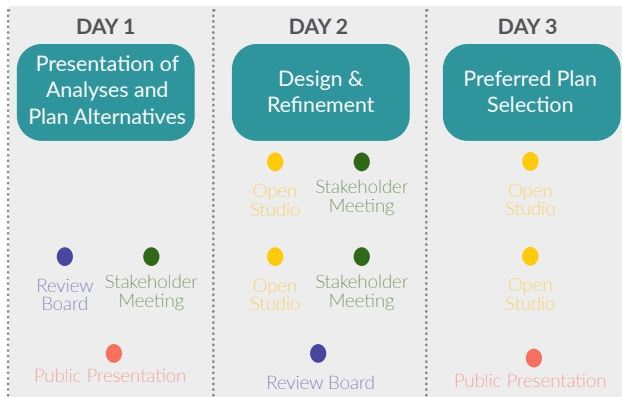 DAY 1
Presentation of
Analyses and
Plan Alternatives
Review
Board
Stakeholder
Meeting
Public Presentation
DAY 2
Design &
Refinement
Open
Studio
Stakeholder
Meeting
Open
Studio
Stakeholder
Meeting
Review Board
DAY 3
Preferred Plan
Selection
Open
Studio
Open
Studio
Public Presentation